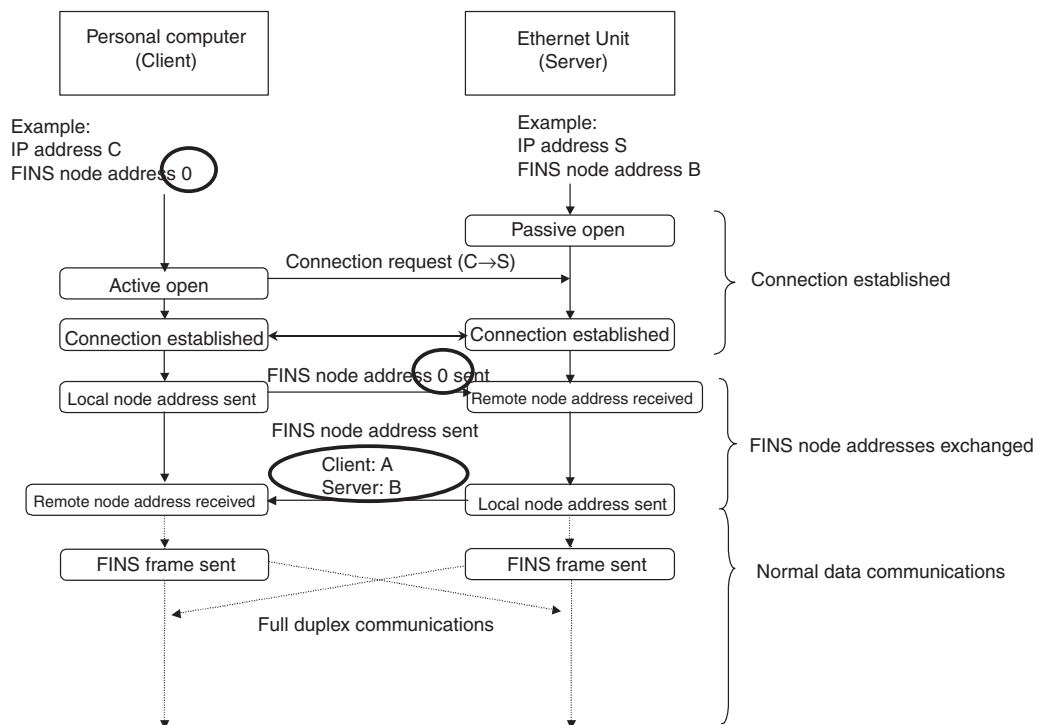 Personal computer
(Client)
Ethernet Unit
(Server)
Example:
IP address C
FINS node address 0
Example:
IP address S
FINS node address B
Passive open
Connection request (C→S)
Active open
Connection established
Connection established
Connection established
FINS node address 0 sent
Local node address sent
Remote node address received
FINS node address sent
Client: A
Server: B
FINS node addresses exchanged
Remote node address received
Local node address sent
FINS frame sent
FINS frame sent
Normal data communications
Full duplex communications